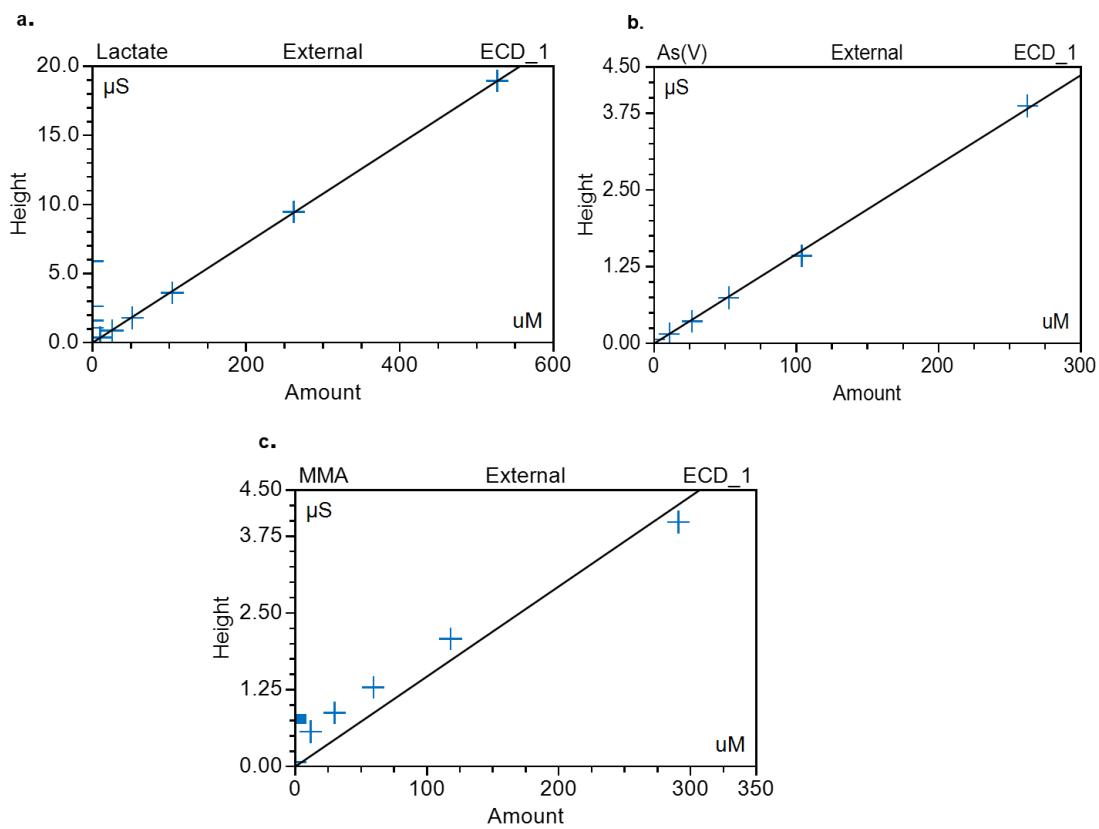 a.
Lactate External ECD_1
20.0
µS
15.0
10.0
5.0
0.0
Height
uM
0 200 400 600
Amount
b.
As(V) External ECD_1
4.50
µS
3.75
2.50
1.25
0.00
Height
uM
0 100 200 300
Amount
c.
MMA External ECD_1
4.50
µS
3.75
2.50
1.25
0.00
Height
uM
0 100 200 300 350
Amount